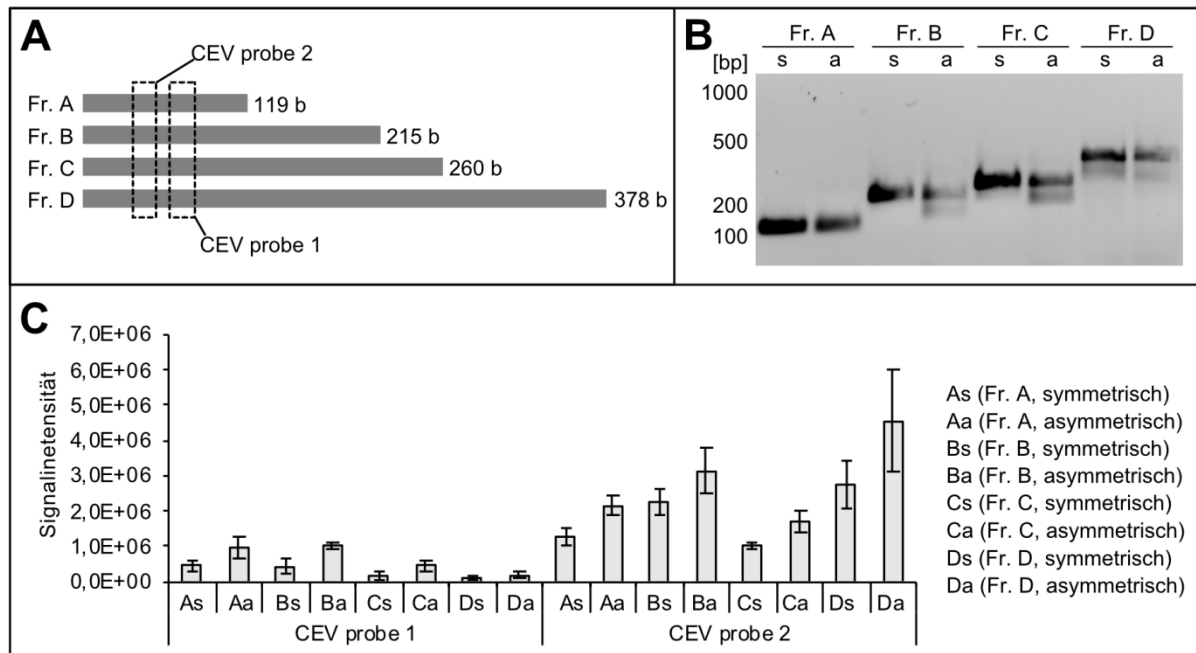 A
CEV probe 2
Fr. A 119 b
Fr. B 215 b
Fr. C 260 b
Fr. D 378 b
CEV probe 1
B
Fr. A Fr. B Fr. C Fr. D
[bp] s a s a s a s a
1000
500
200
100
C
Signalinetensität
7,0E+06
6,0E+06
5,0E+06
4,0E+06
3,0E+06
2,0E+06
1,0E+06
0,0E+00
As Aa Bs Ba Cs Ca Ds Da As Aa Bs Ba Cs Ca Ds Da
CEV probe 1 CEV probe 2
As (Fr. A, symmetrisch)
Aa (Fr. A, asymmetrisch)
Bs (Fr. B, symmetrisch)
Ba (Fr. B, asymmetrisch)
Cs (Fr. C, symmetrisch)
Ca (Fr. C, asymmetrisch)
Ds (Fr. D, symmetrisch)
Da (Fr. D, asymmetrisch)